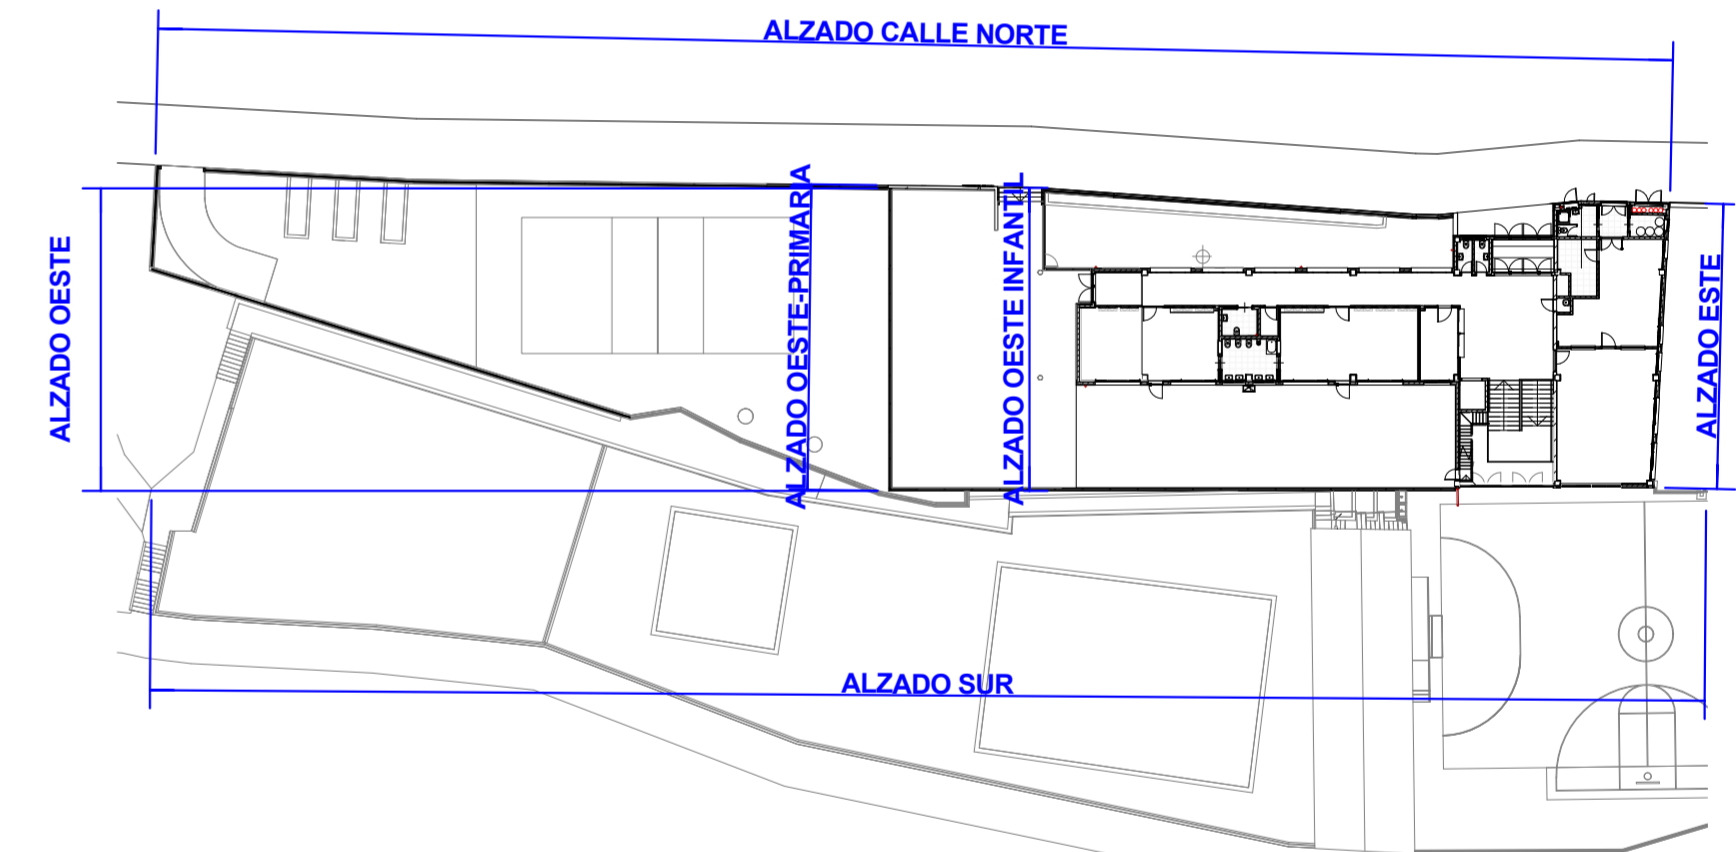 ALZADO CALLE NORTE
ALZADO OESTE
ALZADO OESTE-PRIMARIA
ALZADO OESTE INFANTIL
ALZADO ESTE
ALZADO SUR